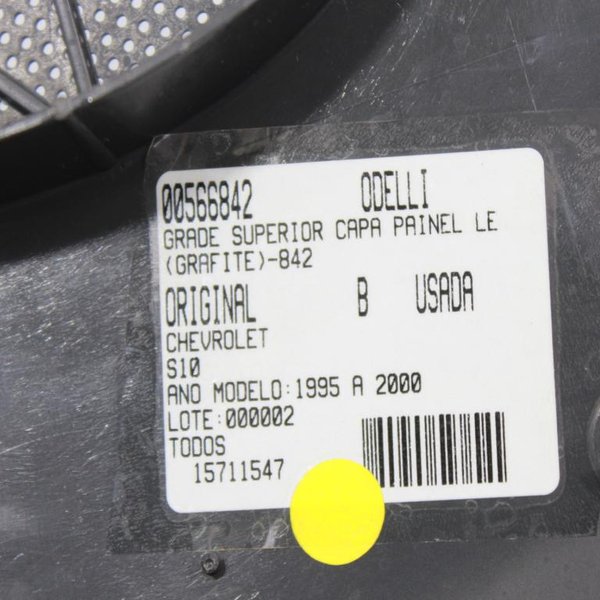 00566842 ODELLI
GRADE SUPERIOR CAPA PAINEL LE
(GRAFITE)-842
ORIGINAL B USADA
CHEVROLET
S10
ANO MODELO:1995 A 2000
LOTE:000002
TODOS
15711547